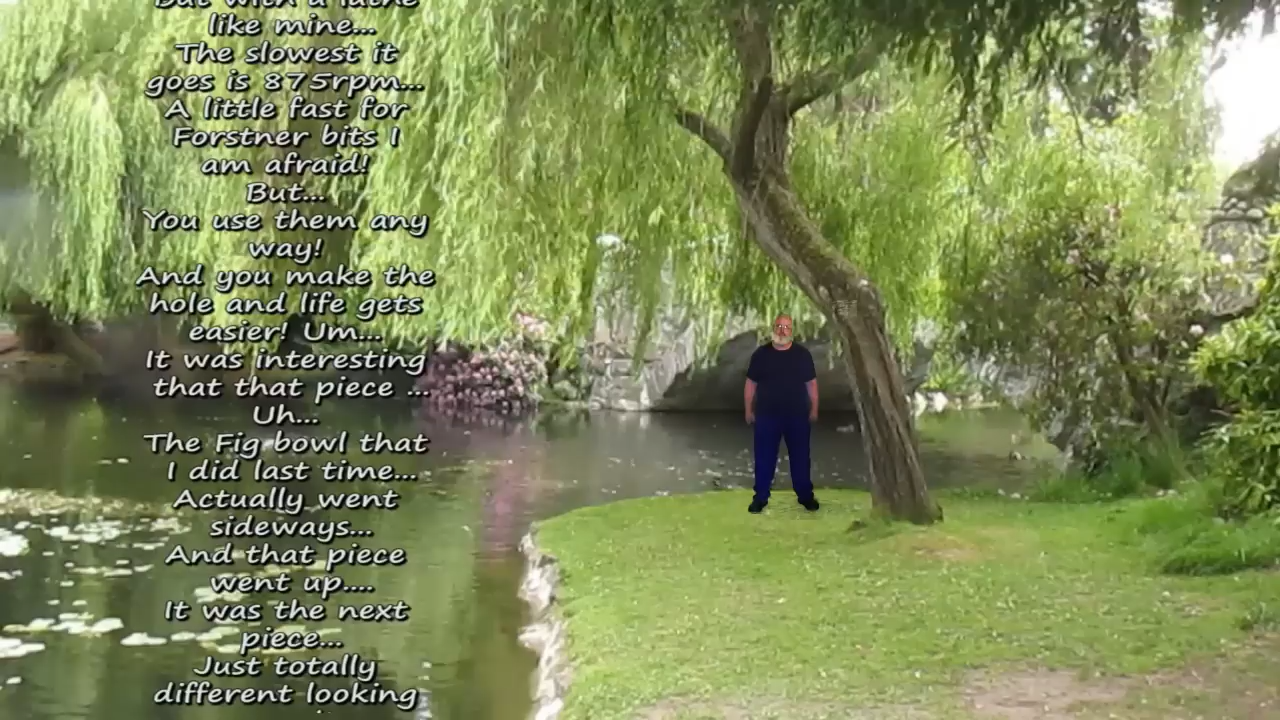 But with a lathe
like mine...
The slowest it
goes is 875rpm...
A little fast for
Forstner bits I
am afraid!
But...
You use them any
way!
And you make the
hole and life gets
easier! Um...
It was interesting
that that piece ...
Uh...
The Fig bowl that
I did last time...
Actually went
sideways...
And that piece
went up....
It was the next
piece...
Just totally
different looking